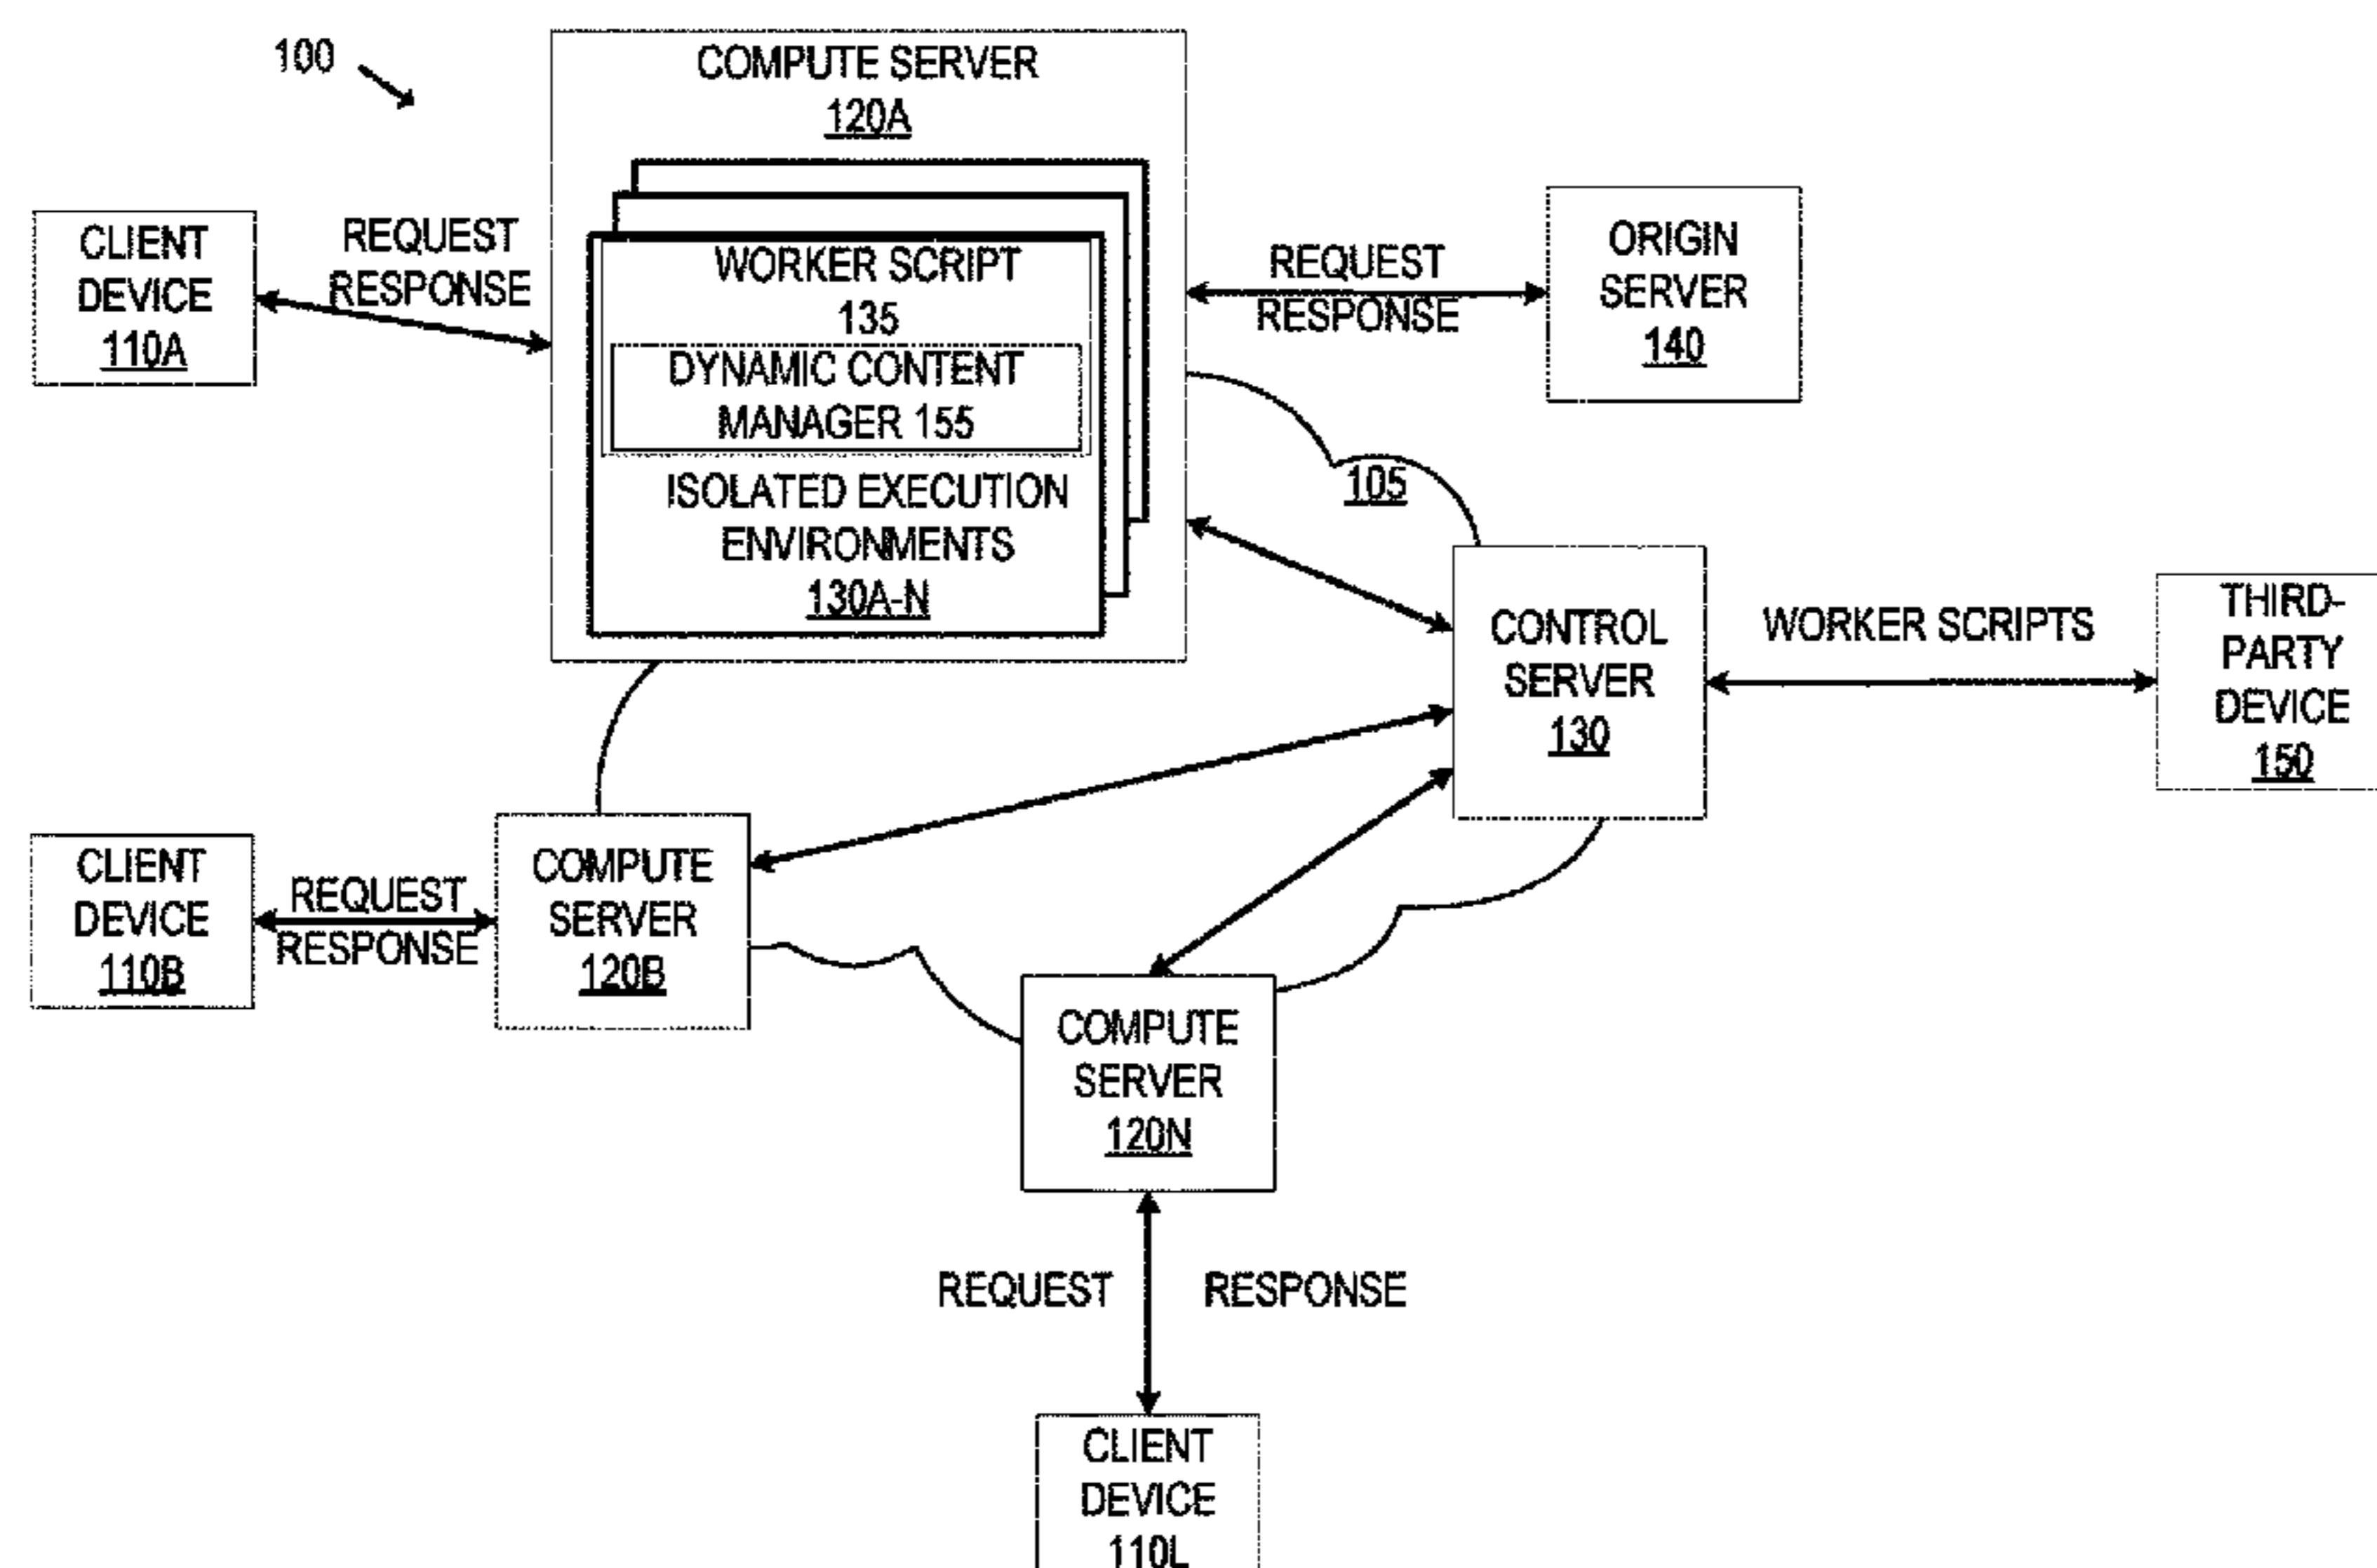 100
COMPUTE SERVER
120A
CLIENT
DEVICE
110A
REQUEST
RESPONSE
WORKER SCRIPT
135
DYNAMIC CONTENT
MANAGER 155
ISOLATED EXECUTION
ENVIRONMENTS
130A-N
REQUEST
RESPONSE
ORIGIN
SERVER
140
105
CONTROL
SERVER
130
WORKER SCRIPTS
THIRD-
PARTY
DEVICE
150
CLIENT
DEVICE
110B
REQUEST
RESPONSE
COMPUTE
SERVER
120B
COMPUTE
SERVER
120N
REQUEST RESPONSE
CLIENT
DEVICE
110L